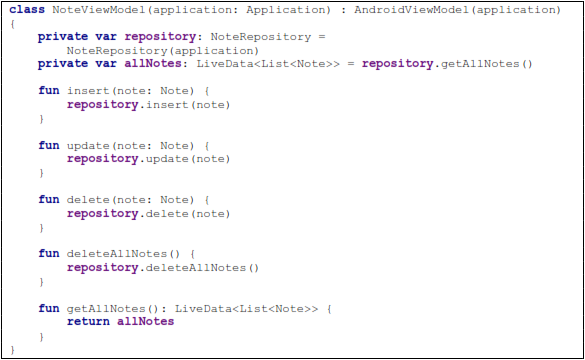 class NoteViewModel(application: Application) : AndroidViewModel(application)
{
    private var repository: NoteRepository =
        NoteRepository(application)
    private var allNotes: LiveData<List<Note>> = repository.getAllNotes()

    fun insert(note: Note) {
        repository.insert(note)
    }

    fun update(note: Note) {
        repository.update(note)
    }

    fun delete(note: Note) {
        repository.delete(note)
    }

    fun deleteAllNotes() {
        repository.deleteAllNotes()
    }

    fun getAllNotes(): LiveData<List<Note>> {
        return allNotes
    }
}